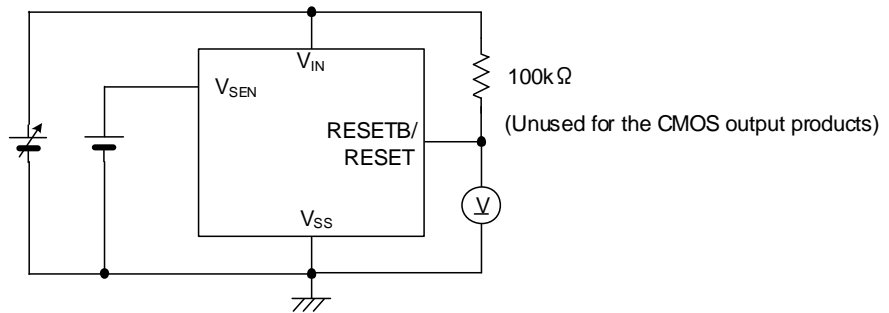 V_IN
V_SEN
100kΩ
(Unused for the CMOS output products)
RESETB/
RESET
V
V_SS